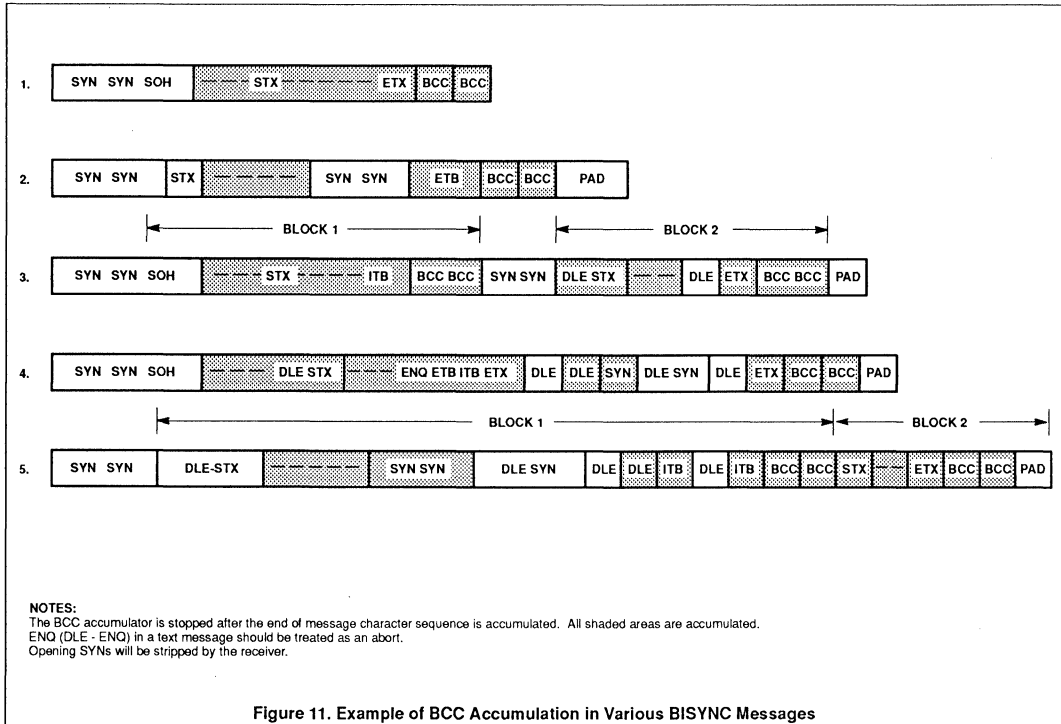 1. SYN SYN SOH — — — STX — — — — — ETX BCC BCC
2. SYN SYN STX — — — — SYN SYN ETB BCC BCC PAD
BLOCK 1 BLOCK 2
3. SYN SYN SOH — — — STX — — — — ITB BCC BCC SYN SYN DLE STX — — DLE ETX BCC BCC PAD
4. SYN SYN SOH — — — — DLE STX — — — ENQ ETB ITB ETX DLE DLE SYN DLE SYN DLE ETX BCC BCC PAD
BLOCK 1 BLOCK 2
5. SYN SYN DLE-STX — — — — — SYN SYN DLE SYN DLE DLE ITB DLE ITB BCC BCC STX — — ETX BCC BCC PAD
NOTES:
The BCC accumulator is stopped after the end of message character sequence is accumulated. All shaded areas are accumulated.
ENQ (DLE - ENQ) in a text message should be treated as an abort.
Opening SYNs will be stripped by the receiver.
Figure 11. Example of BCC Accumulation in Various BISYNC Messages